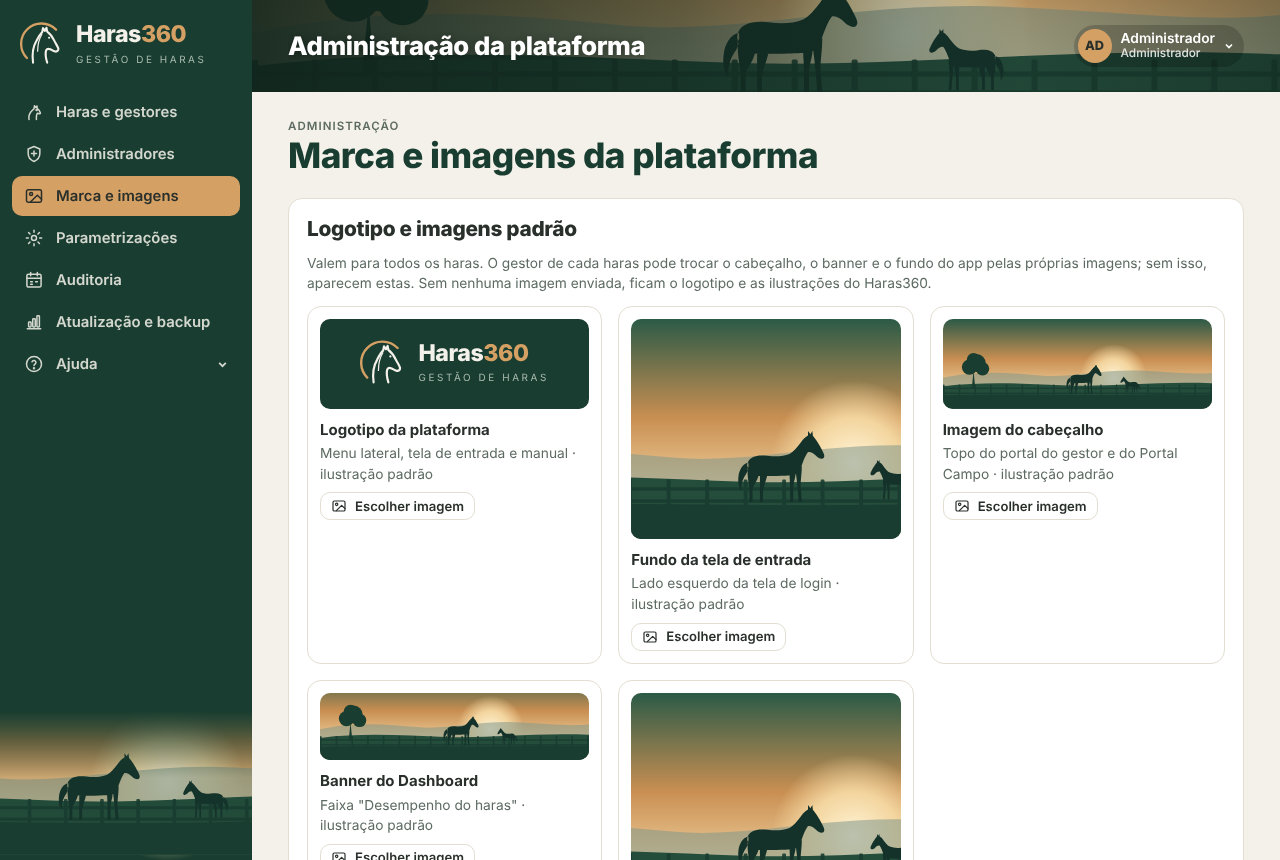 Haras360
GESTÃO DE HARAS
Haras e gestores
Administradores
Marca e imagens
Parametrizações
Auditoria
Atualização e backup
Ajuda
Administração da plataforma
AD
Administrador
Administrador
ADMINISTRAÇÃO
Marca e imagens da plataforma
Logotipo e imagens padrão
Valem para todos os haras. O gestor de cada haras pode trocar o cabeçalho, o banner e o fundo do app pelas próprias imagens; sem isso,
aparecem estas. Sem nenhuma imagem enviada, ficam o logotipo e as ilustrações do Haras360.
Haras360
GESTÃO DE HARAS
Logotipo da plataforma
Menu lateral, tela de entrada e manual ·
ilustração padrão
Escolher imagem
Fundo da tela de entrada
Lado esquerdo da tela de login ·
ilustração padrão
Escolher imagem
Imagem do cabeçalho
Topo do portal do gestor e do Portal
Campo · ilustração padrão
Escolher imagem
Banner do Dashboard
Faixa "Desempenho do haras" ·
ilustração padrão
Escolher imagem